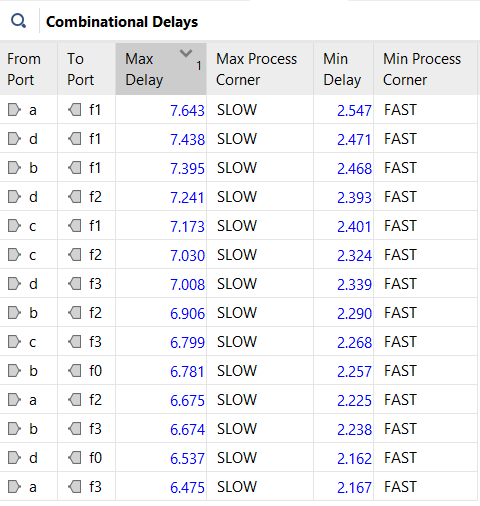 Combinational Delays
From Port To Port Max Delay 1 Max Process Corner Min Delay Min Process Corner
a f1 7.643 SLOW 2.547 FAST
d f1 7.438 SLOW 2.471 FAST
b f1 7.395 SLOW 2.468 FAST
d f2 7.241 SLOW 2.393 FAST
c f1 7.173 SLOW 2.401 FAST
c f2 7.030 SLOW 2.324 FAST
d f3 7.008 SLOW 2.339 FAST
b f2 6.906 SLOW 2.290 FAST
c f3 6.799 SLOW 2.268 FAST
b f0 6.781 SLOW 2.257 FAST
a f2 6.675 SLOW 2.225 FAST
b f3 6.674 SLOW 2.238 FAST
d f0 6.537 SLOW 2.162 FAST
a f3 6.475 SLOW 2.167 FAST